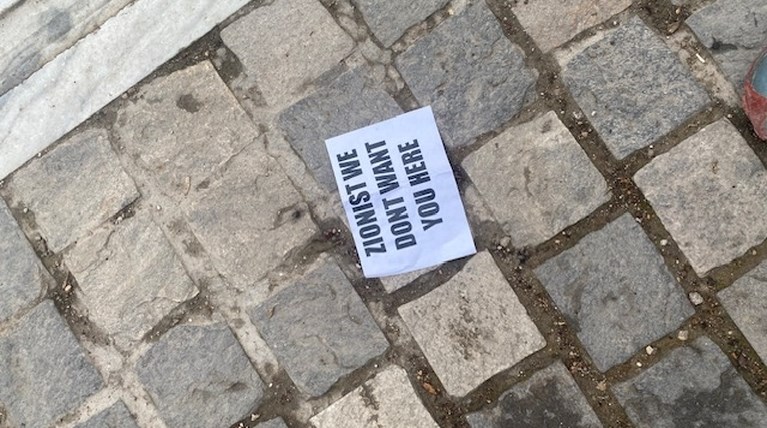 ZIONIST WE
DONT WANT
YOU HERE